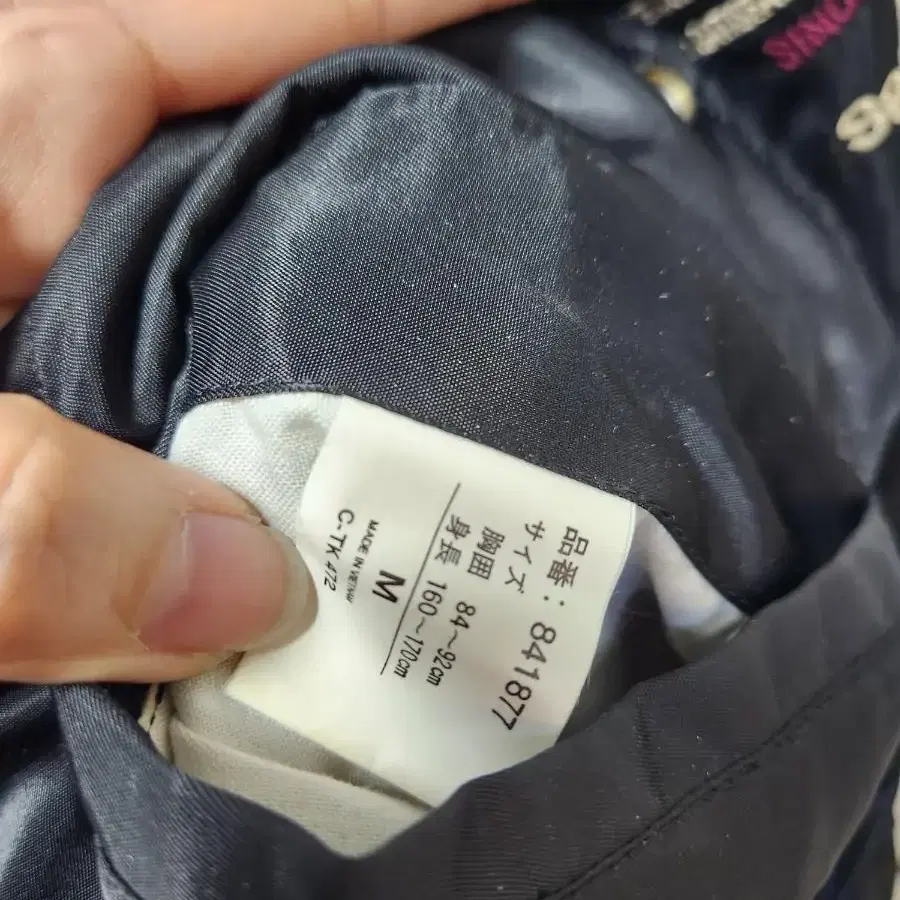 品番：841877
サイズ
胸囲 84～92cm
身長 160～170cm
M
MADE IN VIETNAM
C-TK 472